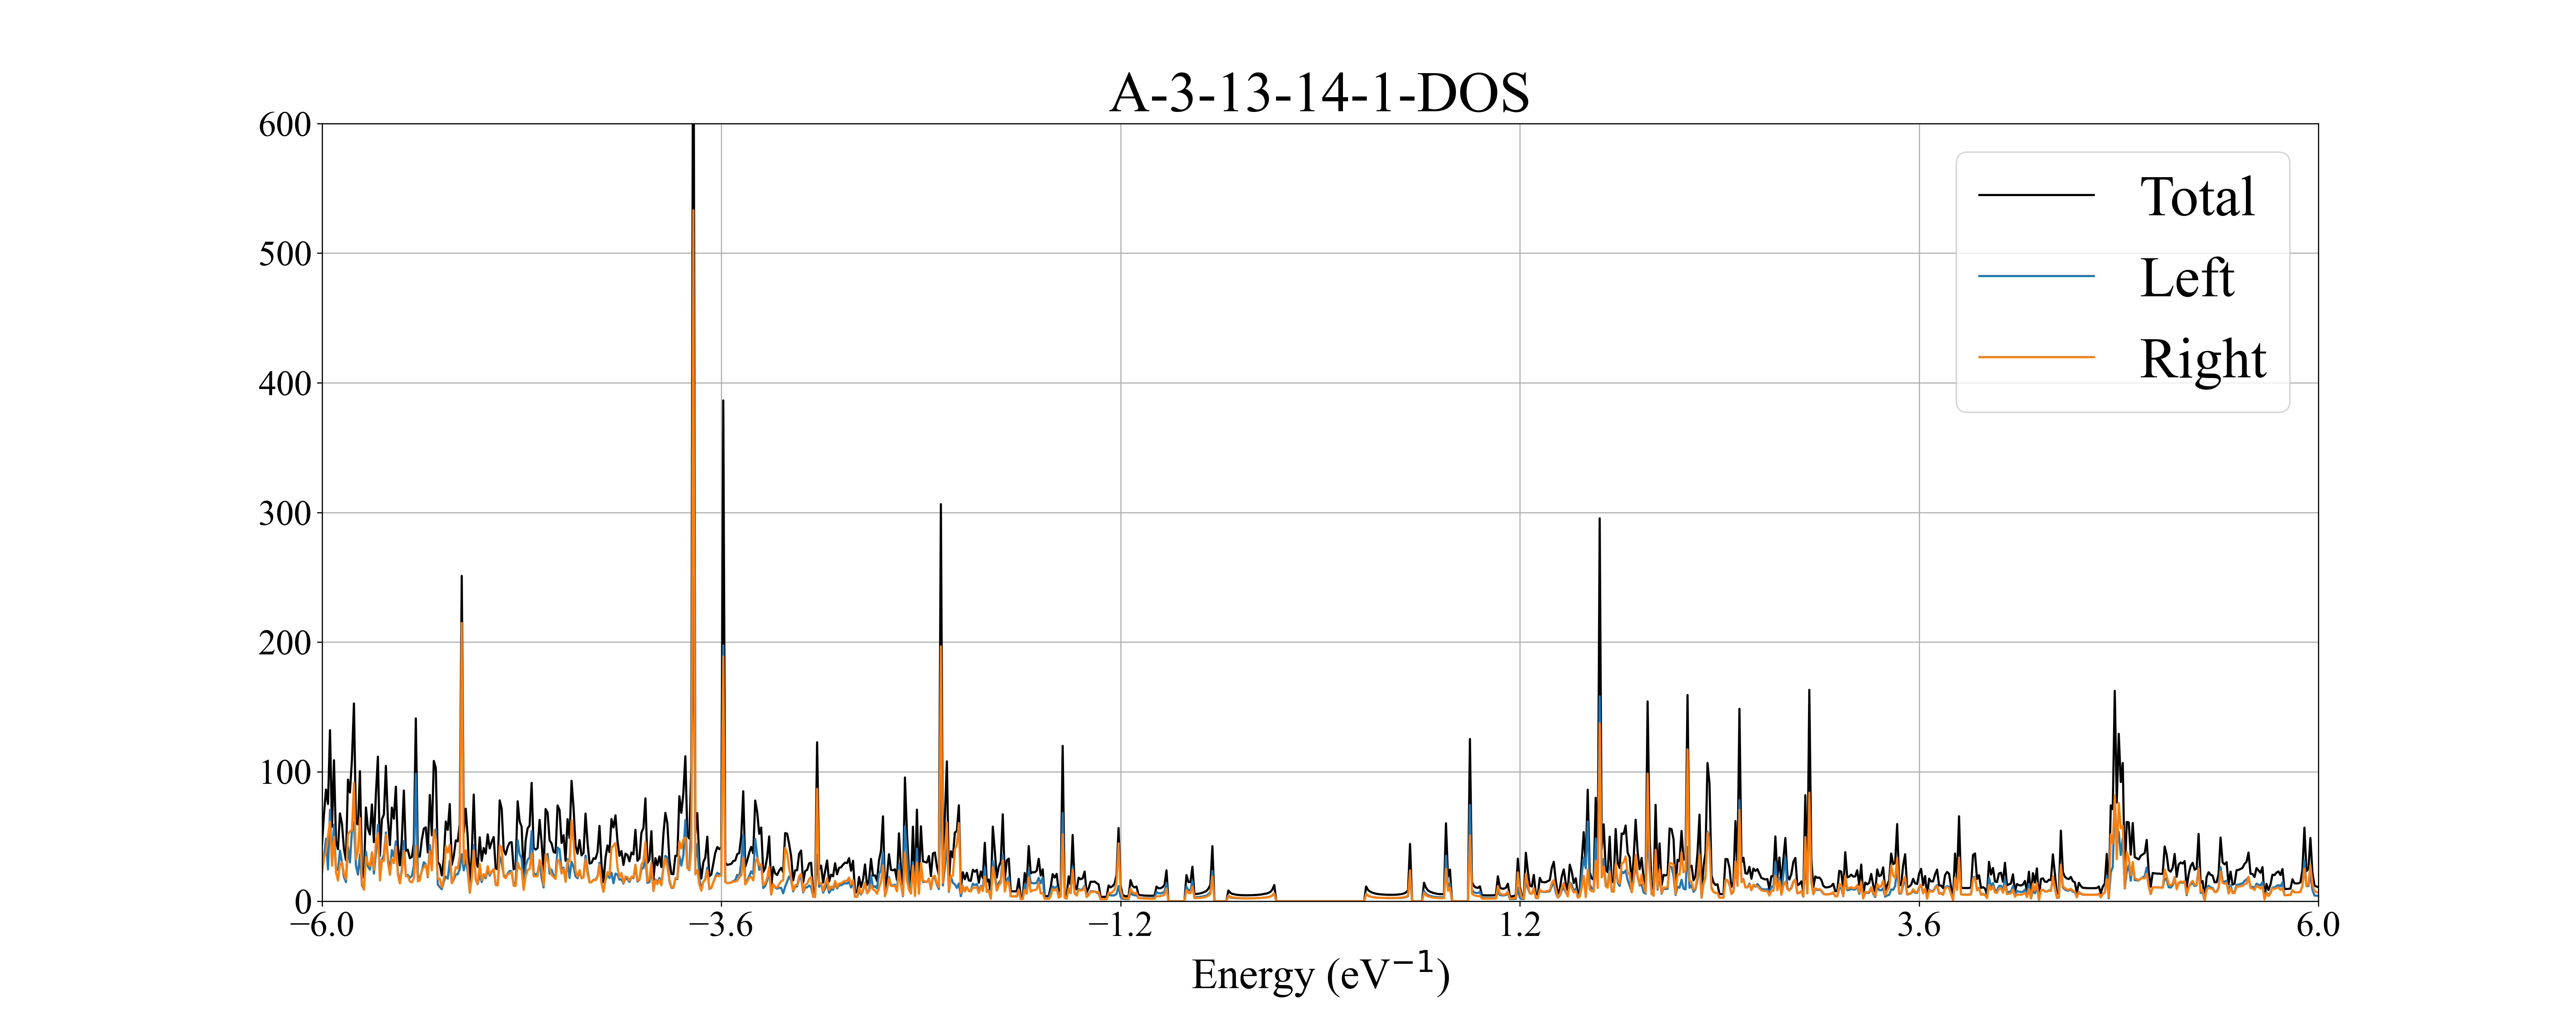 A-3-13-14-1-DOS
600
500
400
300
200
100
0
−6.0
−3.6
−1.2
1.2
3.6
6.0
Energy (eV⁻¹)
Total
Left
Right